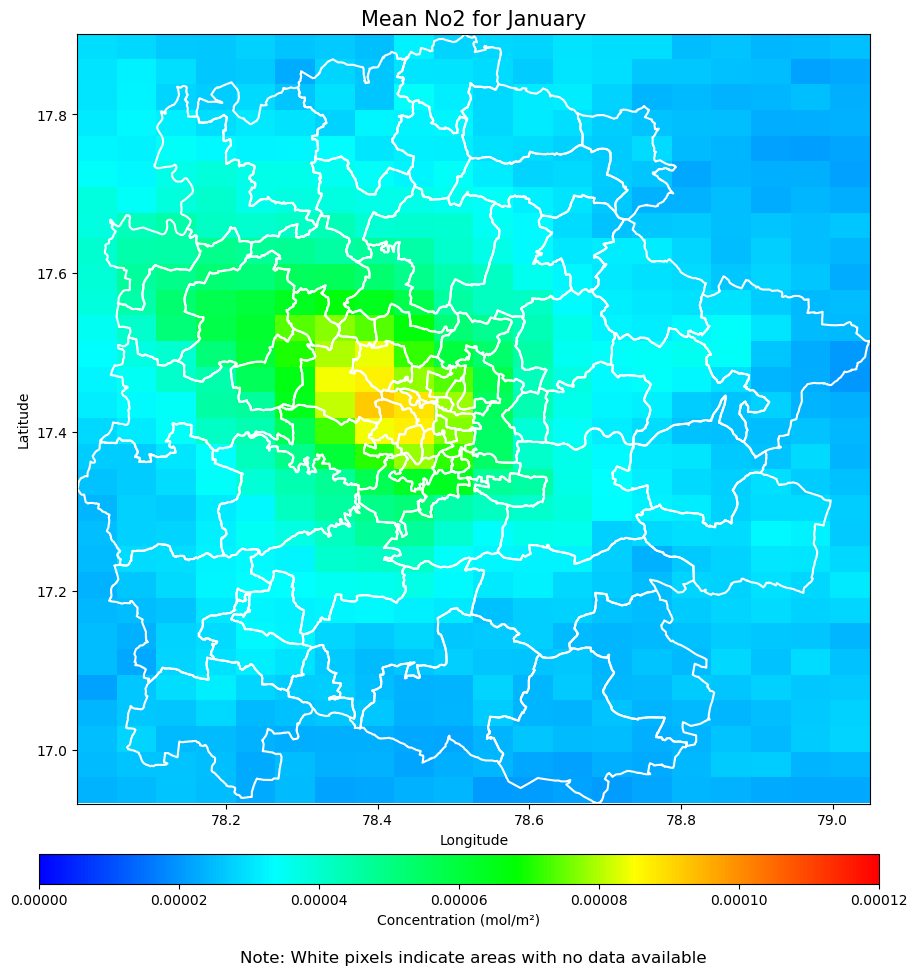 Mean No2 for January
17.8
17.6
17.4
17.2
17.0
Latitude
78.2 78.4 78.6 78.8 79.0
Longitude
0.00000 0.00002 0.00004 0.00006 0.00008 0.00010 0.00012
Concentration (mol/m²)
Note: White pixels indicate areas with no data available